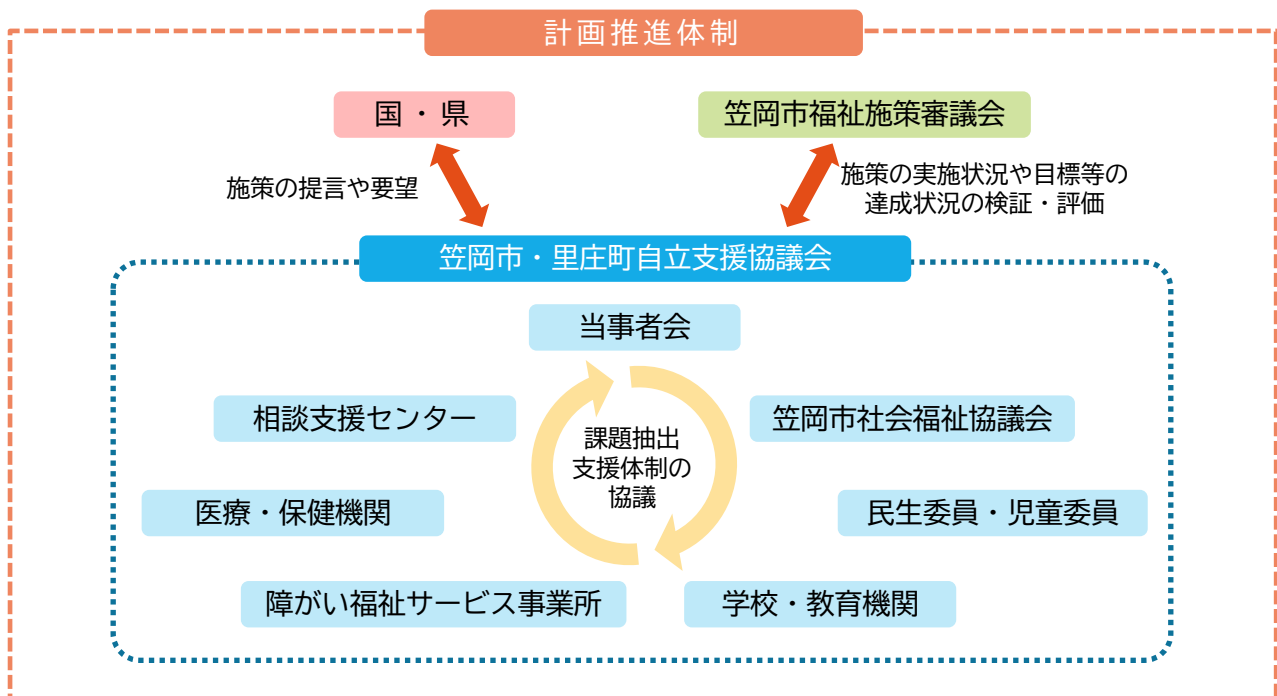 計画推進体制
国・県
笠岡市福祉施策審議会
施策の提言や要望
施策の実施状況や目標等の
達成状況の検証・評価
笠岡市・里庄町自立支援協議会
当事者会
相談支援センター
笠岡市社会福祉協議会
課題抽出
支援体制の
協議
医療・保健機関
民生委員・児童委員
障がい福祉サービス事業所
学校・教育機関